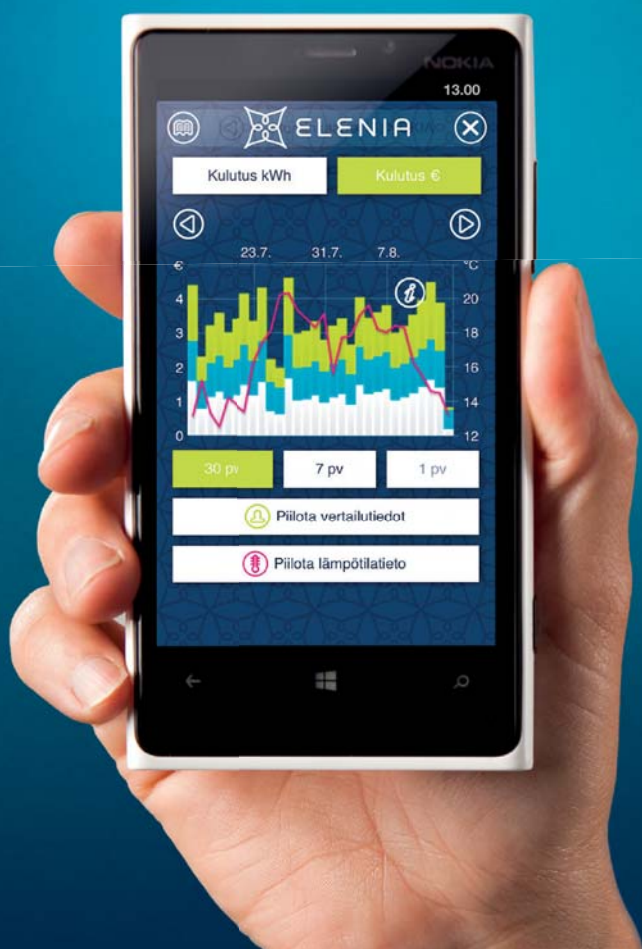 NOKIA
13.00
ELENIA
Kulutus kWh
Kulutus €
23.7. 31.7. 7.8.
€ °C
4 20
3 18
2 16
1 14
0 12
i
30 pv 7 pv 1 pv
Piilota vertailutiedot
Piilota lämpötilatieto